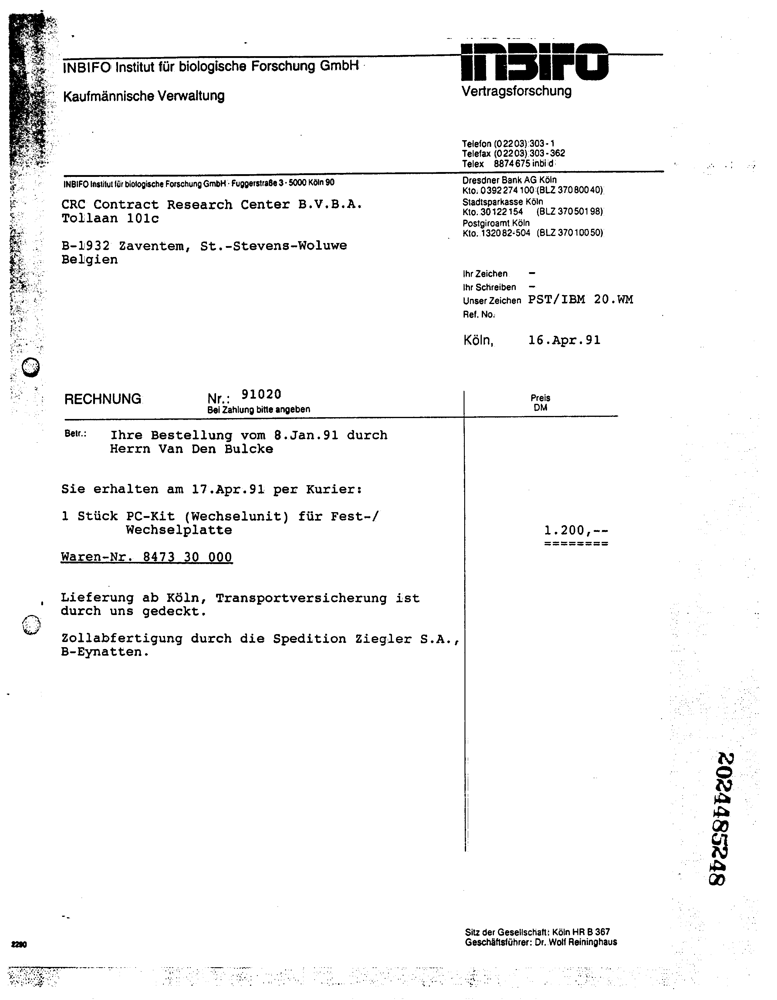 INBIFO Institut für biologische Forschung GmbH
INBIFO
Kaufmännische Verwaltung
Vertragsforschung
Telefon (02203) 303-1
Telefax (02203) 303-362
Telex 8874675 inbi d
INBIFO Institut für biologische Forschung GmbH · Fuggerstraße 3 · 5000 Köln 90
Dresdner Bank AG Köln
Kto. 0392274100 (BLZ 37080040)
Stadtsparkasse Köln
Kto. 30122154 (BLZ 37050198)
Postgiroamt Köln
Kto. 132082-504 (BLZ 37010050)
CRC Contract Research Center B.V.B.A.
Tollaan 101c
B-1932 Zaventem, St.-Stevens-Woluwe
Belgien
Ihr Zeichen –
Ihr Schreiben –
Unser Zeichen PST/IBM 20.WM
Ref. No.
Köln, 16.Apr.91
RECHNUNG Nr.: 91020
Bei Zahlung bitte angeben
Preis
DM
Betr.: Ihre Bestellung vom 8.Jan.91 durch
Herrn Van Den Bulcke
Sie erhalten am 17.Apr.91 per Kurier:
1 Stück PC-Kit (Wechselunit) für Fest-/
Wechselplatte 1.200,--
========
Waren-Nr. 8473 30 000
Lieferung ab Köln, Transportversicherung ist
durch uns gedeckt.
Zollabfertigung durch die Spedition Ziegler S.A.,
B-Eynatten.
2024485248
Sitz der Gesellschaft: Köln HR B 367
Geschäftsführer: Dr. Wolf Reininghaus
2290